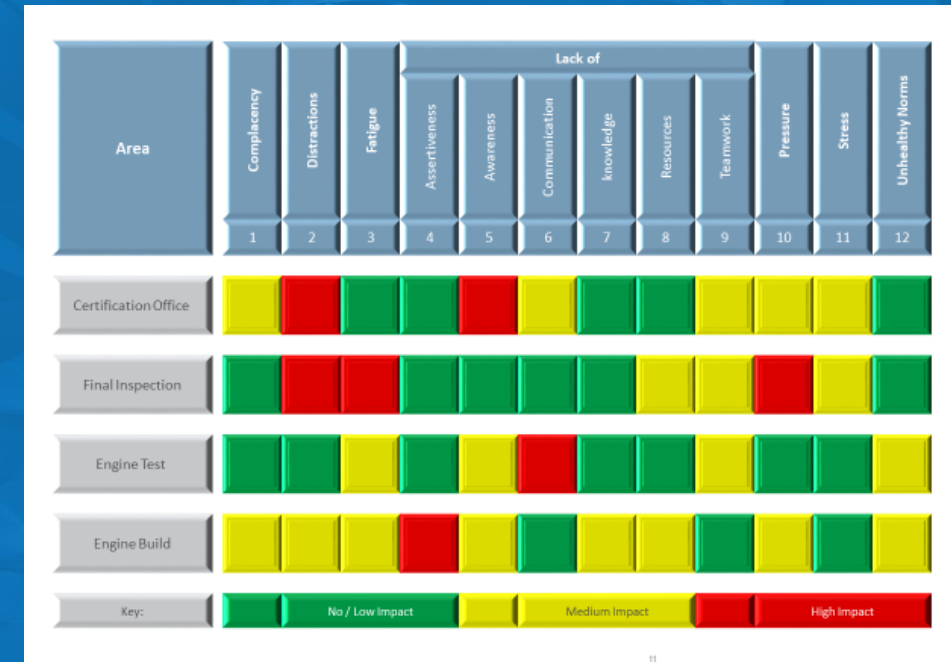 Area
Complacency
Distractions
Fatigue
Lack of
Assertiveness
Awareness
Communication
knowledge
Resources
Teamwork
Pressure
Stress
Unhealthy Norms
1 2 3 4 5 6 7 8 9 10 11 12
Certification Office
Final Inspection
Engine Test
Engine Build
Key: No / Low Impact Medium Impact High Impact
11